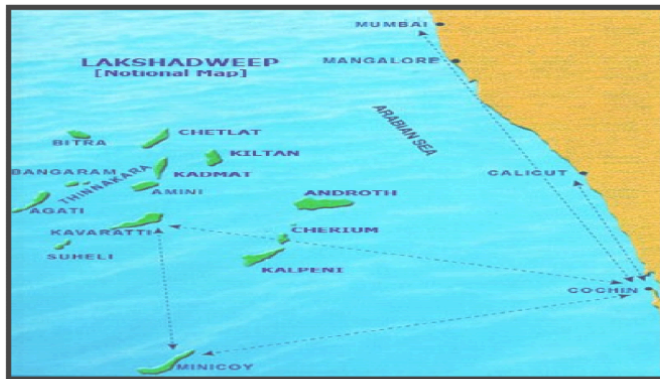 MUMBAI
LAKSHADWEEP
[Notional Map]
MANGALORE
ARABIAN SEA
BITRA
CHETLAT
KILTAN
BANGARAM
THINNAKARA
KADMAT
CALICUT
AMINI
ANDROTH
AGATI
KAVARATTI
CHERIUM
SUHELI
KALPENI
COCHIN
MINICOY